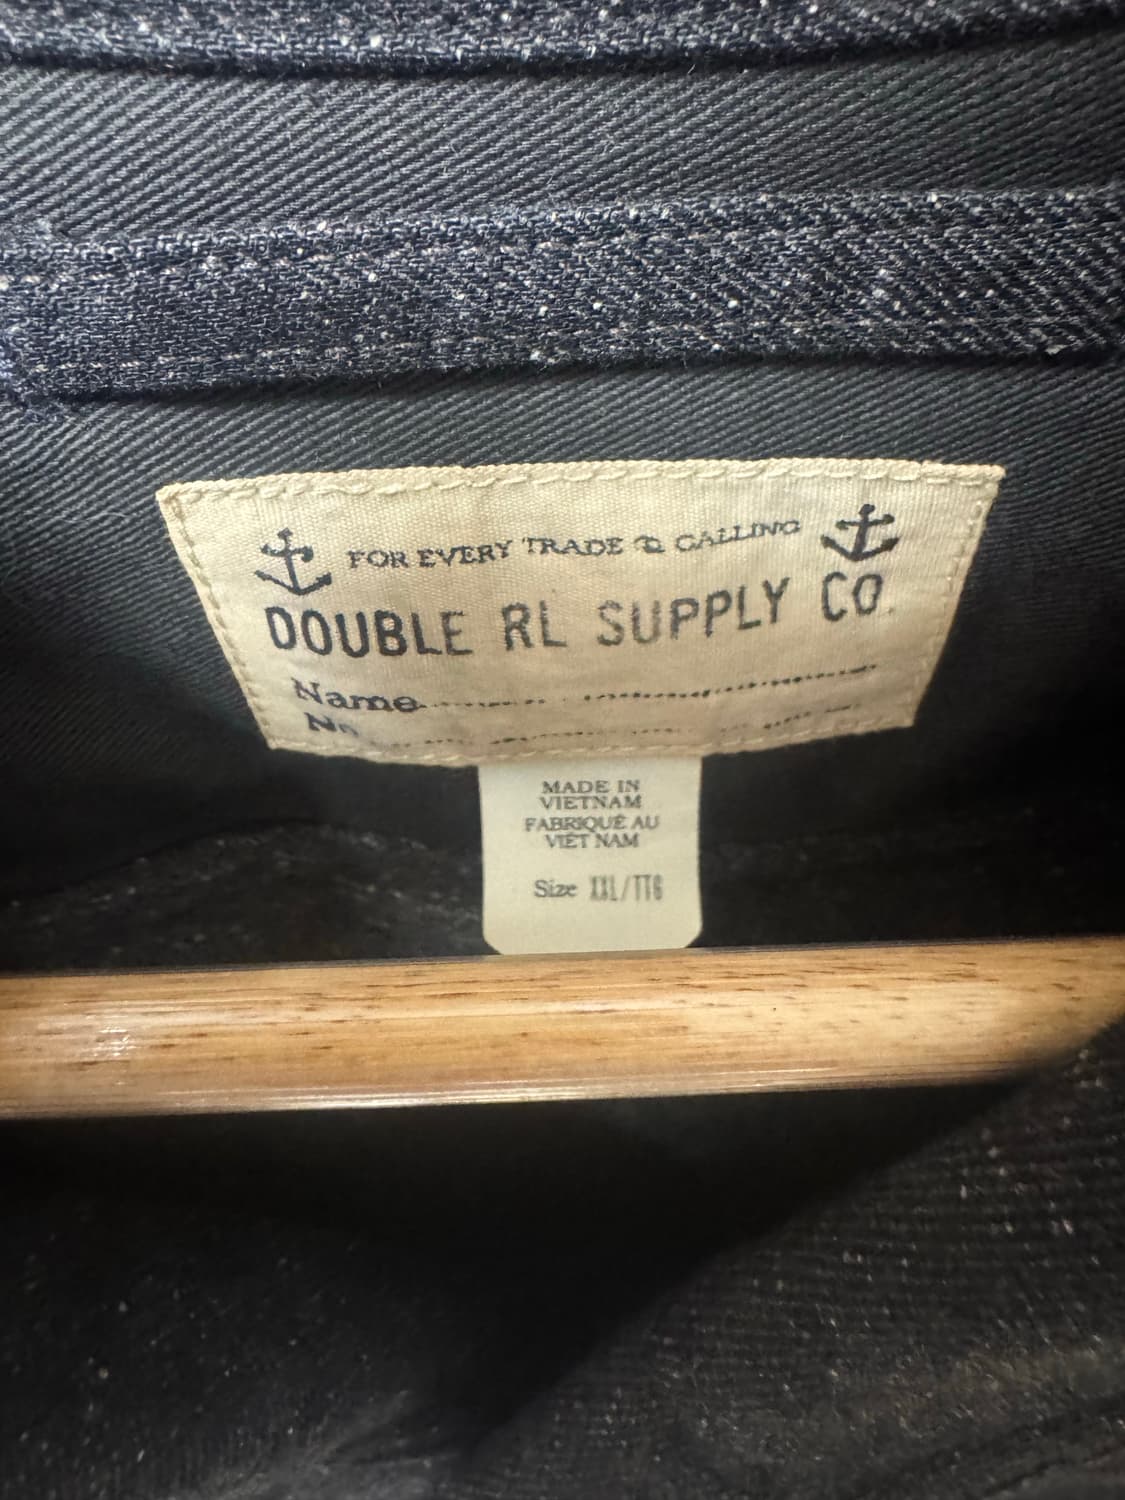 FOR EVERY TRADE & CALLING
DOUBLE RL SUPPLY CO.
Name
No
MADE IN
VIETNAM
FABRIQUÉ AU
VIÊT NAM
Size XXL/TTG